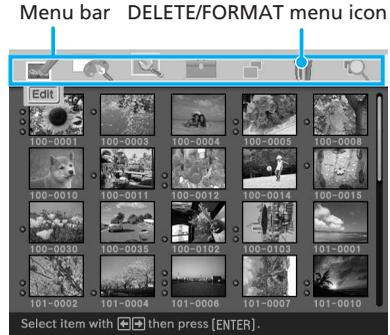 Menu bar DELETE/FORMAT menu icon
Edit
100-0001 100-0003 100-0004 100-0005 100-0008
100-0010 100-0011 100-0012 100-0014 100-0015
100-0030 100-0035 100-0102 100-0103 101-0001
101-0002 101-0004 101-0006 101-0007 101-0010
Select item with ←→ then press [ENTER].